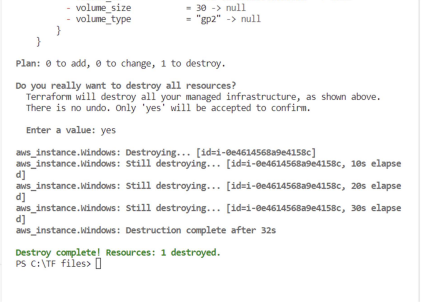 - volume_size = 30 -> null
- volume_type = "gp2" -> null
}
}
Plan: 0 to add, 0 to change, 1 to destroy.
Do you really want to destroy all resources?
Terraform will destroy all your managed infrastructure, as shown above.
There is no undo. Only 'yes' will be accepted to confirm.
Enter a value: yes
aws_instance.Windows: Destroying... [id=i-0e4614568a9e4158c]
aws_instance.Windows: Still destroying... [id=i-0e4614568a9e4158c, 10s elapse
d]
aws_instance.Windows: Still destroying... [id=i-0e4614568a9e4158c, 20s elapse
d]
aws_instance.Windows: Still destroying... [id=i-0e4614568a9e4158c, 30s elapse
d]
aws_instance.Windows: Destruction complete after 32s
Destroy complete! Resources: 1 destroyed.
PS C:\TF files>